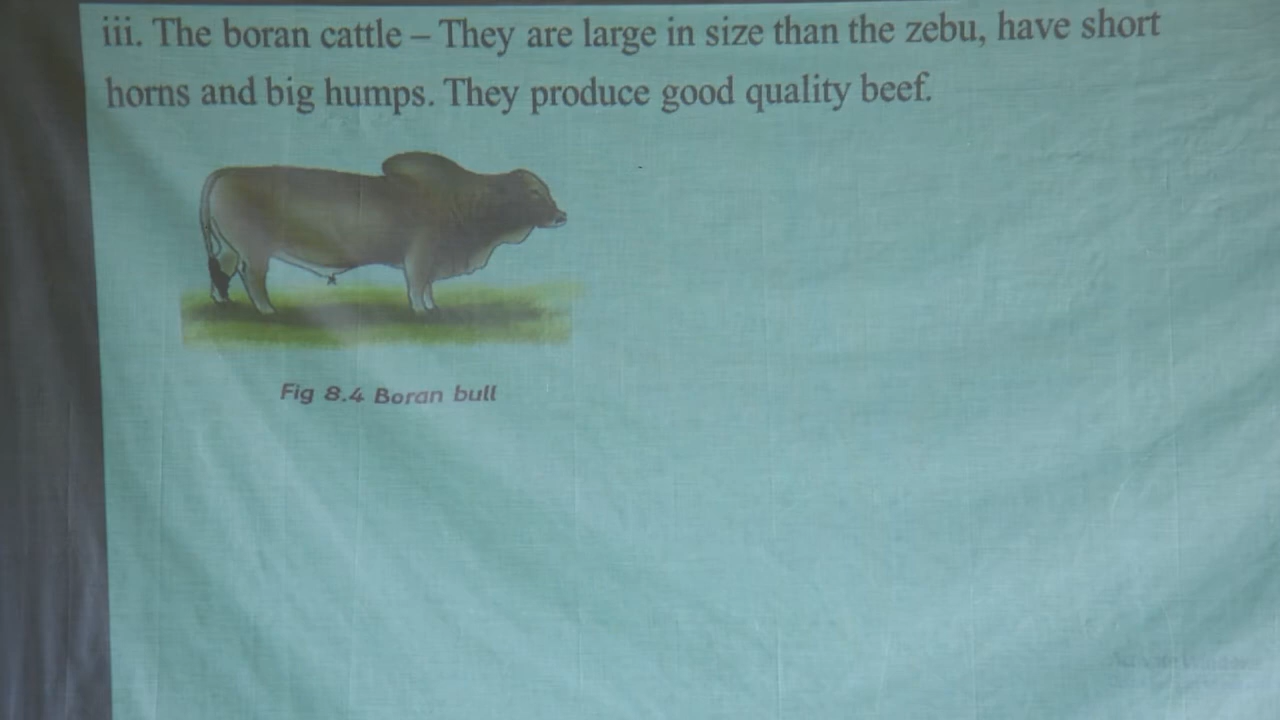 iii. The boran cattle – They are large in size than the zebu, have short
horns and big humps. They produce good quality beef.
Fig 8.4 Boran bull